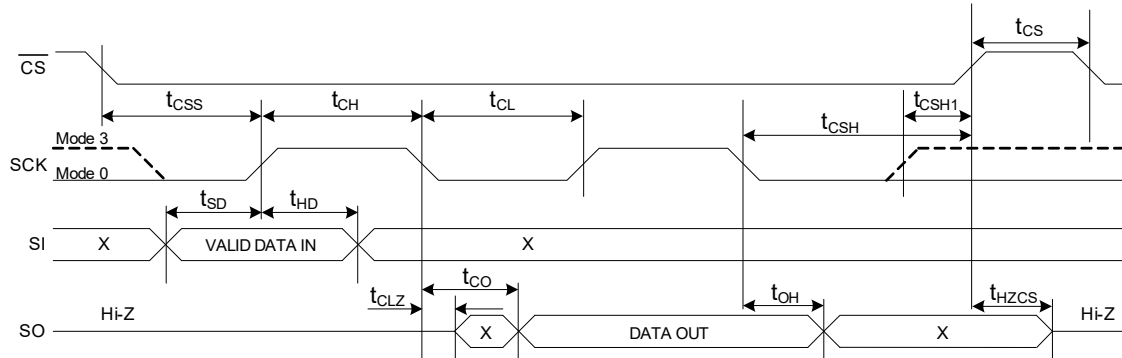 tCS
CS
tCSS
tCH
tCL
tCSH1
tCSH
Mode 3
SCK
Mode 0
tSD
tHD
SI
X
VALID DATA IN
X
tCO
tCLZ
tOH
tHZCS
Hi-Z
Hi-Z
SO
X
DATA OUT
X